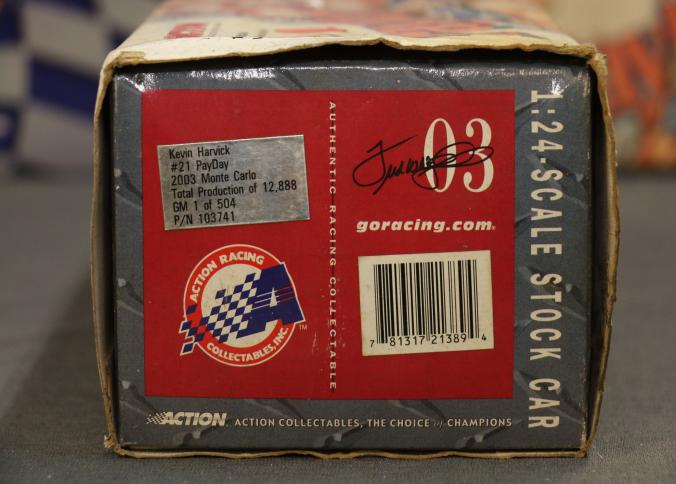 Kevin Harvick
#21 PayDay
2003 Monte Carlo
Total Production of 12,888
GM 1 of 504
P/N 103741
ACTION RACING
COLLECTABLES, INC.
TM
AUTHENTIC RACING COLLECTABLE
03
goracing.com
7 81317 21389 4
1:24-SCALE STOCK CAR
ACTION. ACTION COLLECTABLES, THE CHOICE of CHAMPIONS